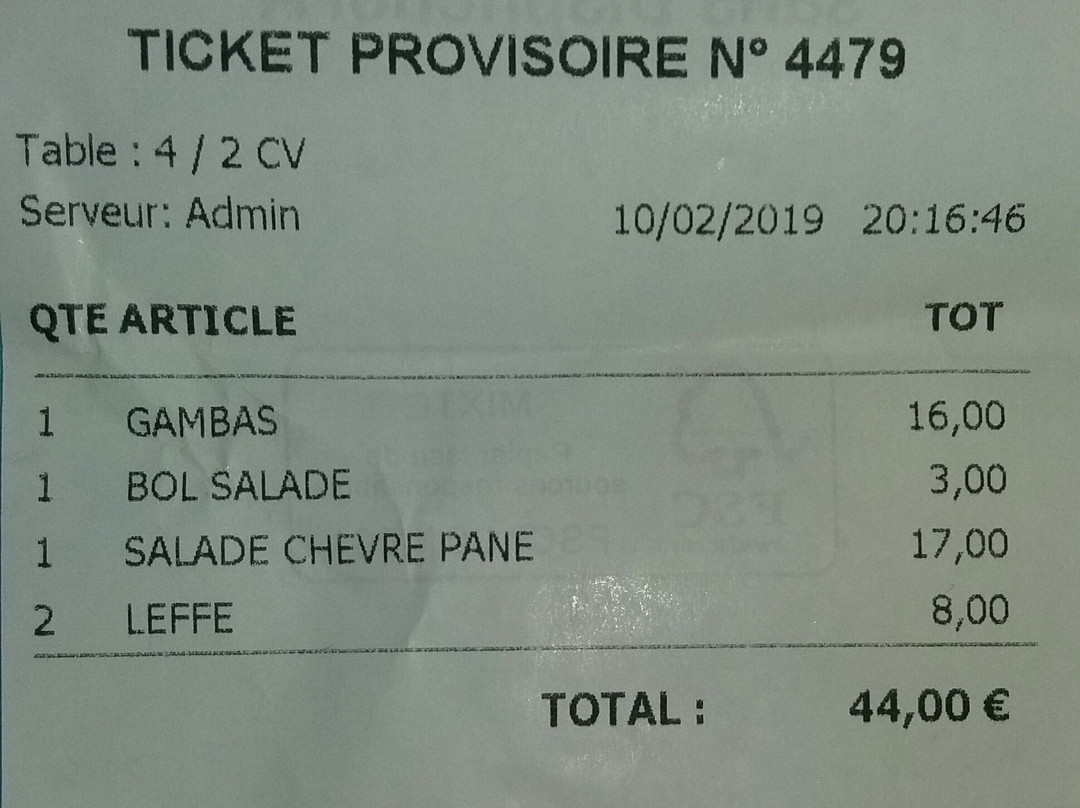 TICKET PROVISOIRE N° 4479
Table : 4 / 2 CV
Serveur: Admin 10/02/2019 20:16:46
QTE ARTICLE TOT
1 GAMBAS 16,00
1 BOL SALADE 3,00
1 SALADE CHEVRE PANE 17,00
2 LEFFE 8,00
TOTAL : 44,00 €